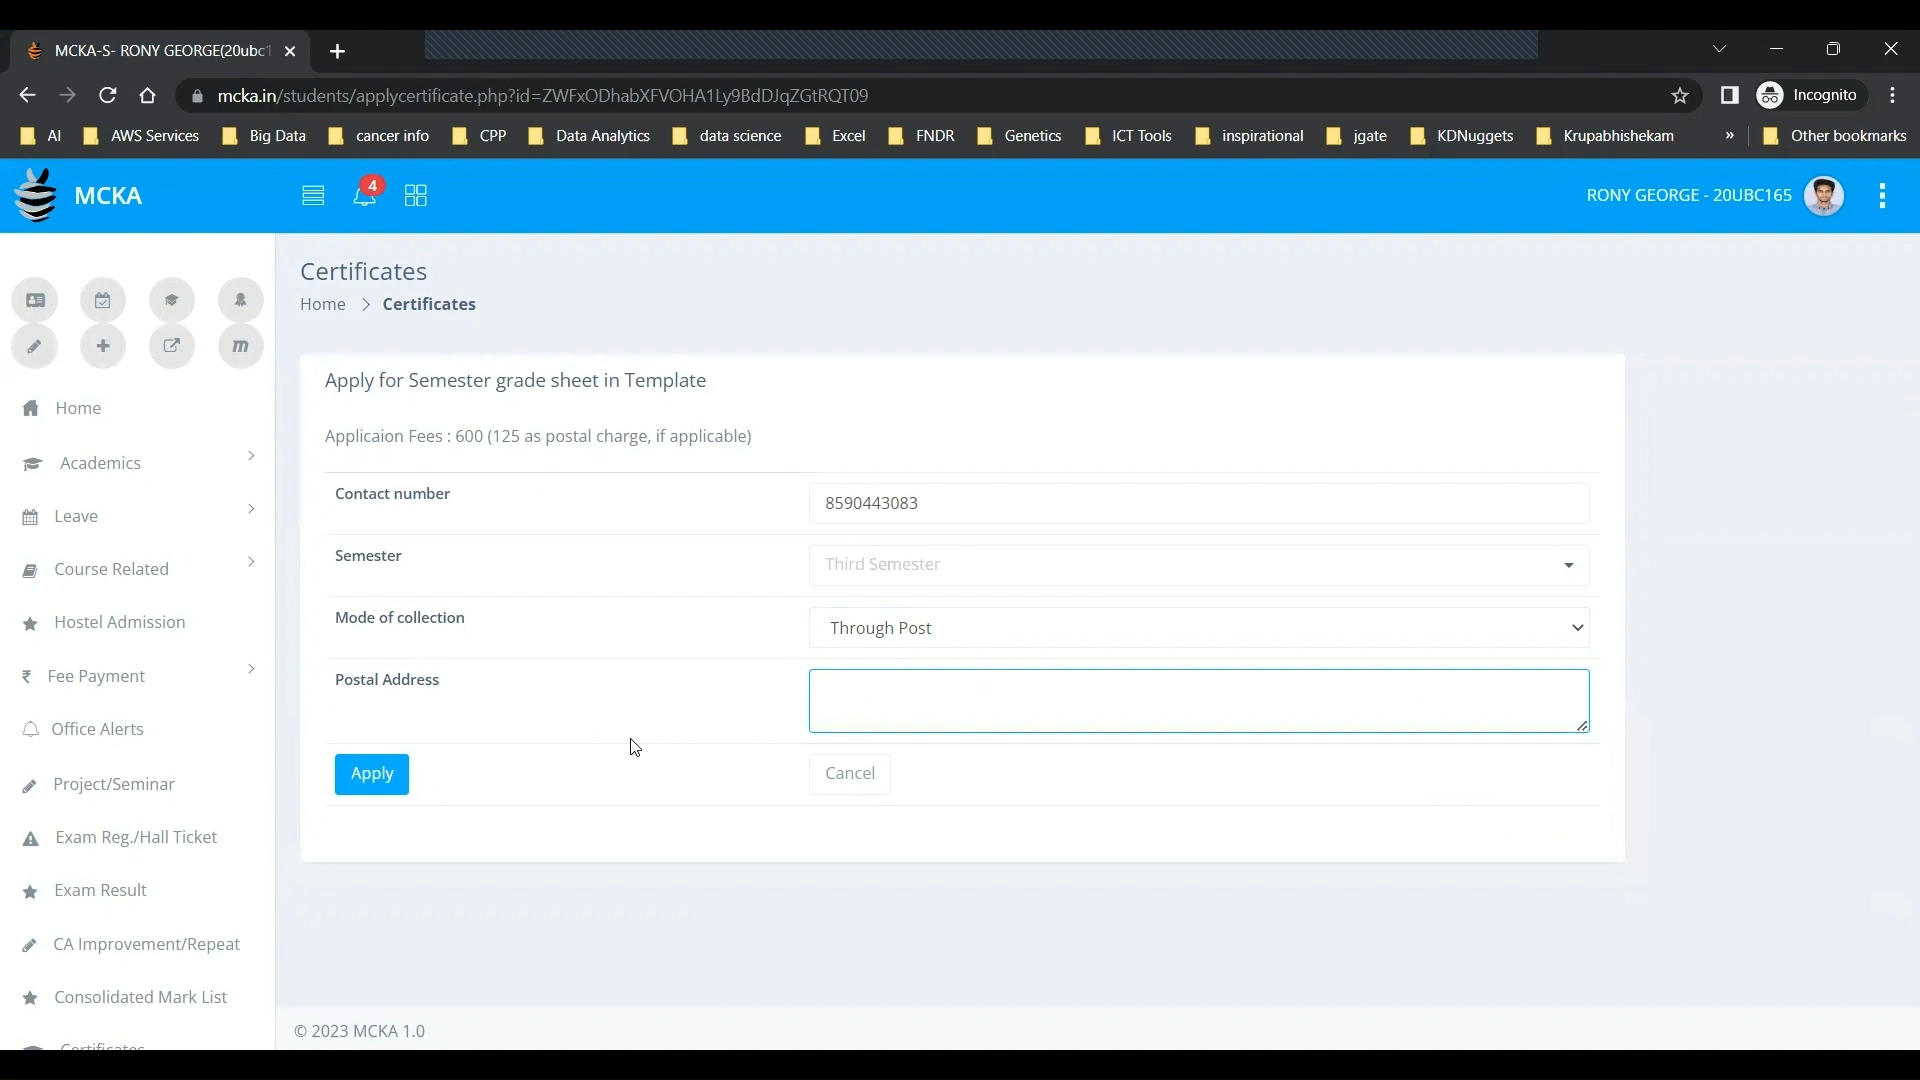 MCKA-S- RONY GEORGE(20ubc1
mcka.in/students/applycertificate.php?id=ZWFxODhabXFVOHA1Ly9BdDJqZGtRQT09
Incognito
AI AWS Services Big Data cancer info CPP Data Analytics data science Excel FNDR Genetics ICT Tools inspirational jgate KDNuggets Krupabhishekam » Other bookmarks
MCKA
4
RONY GEORGE - 20UBC165
m
Home
Academics
Leave
Course Related
Hostel Admission
₹ Fee Payment
Office Alerts
Project/Seminar
Exam Reg./Hall Ticket
Exam Result
CA Improvement/Repeat
Consolidated Mark List
Certificates
Certificates
Home > Certificates
Apply for Semester grade sheet in Template
Applicaion Fees : 600 (125 as postal charge, if applicable)
Contact number
8590443083
Semester
Third Semester
Mode of collection
Through Post
Postal Address
Apply
Cancel
© 2023 MCKA 1.0